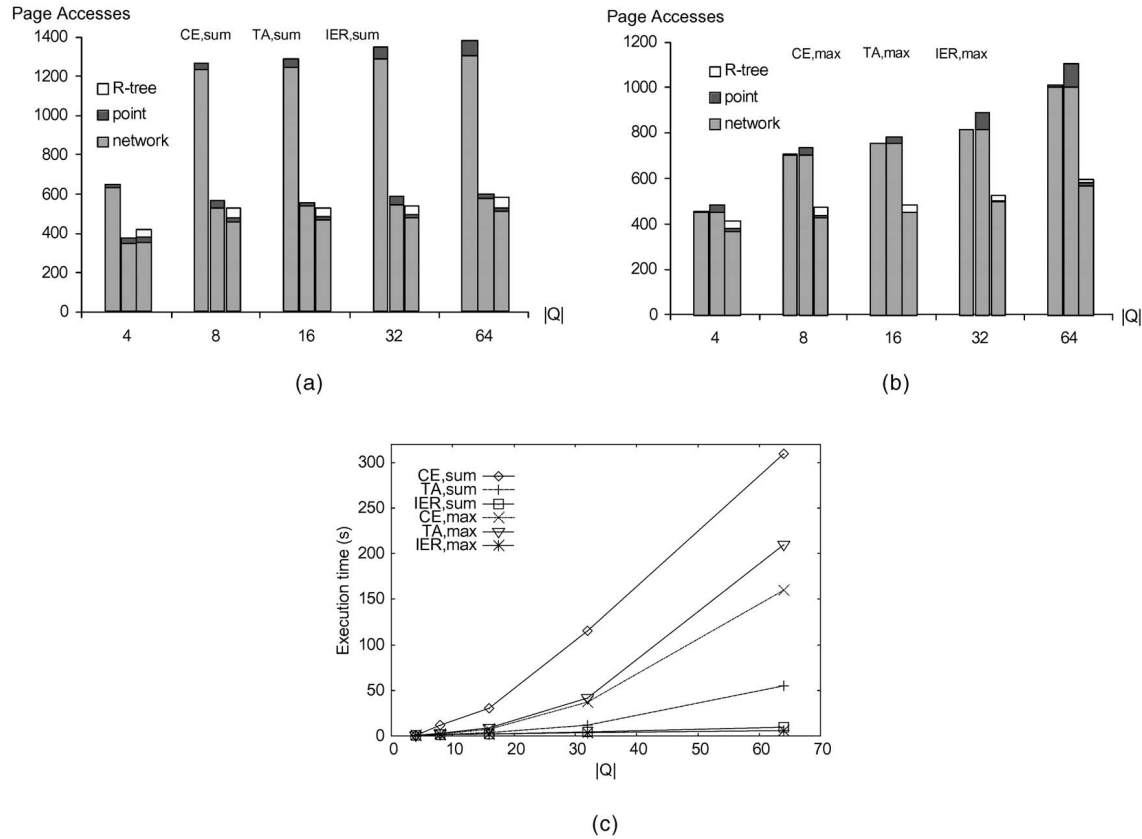 Page Accesses
1400
1200
1000
800
600
400
200
0
CE,sum TA,sum IER,sum
R-tree
point
network
4 8 16 32 64
|Q|
(a)
Page Accesses
1200
1000
800
600
400
200
0
CE,max TA,max IER,max
R-tree
point
network
4 8 16 32 64
|Q|
(b)
Execution time (s)
300
250
200
150
100
50
0
CE,sum
TA,sum
IER,sum
CE,max
TA,max
IER,max
0 10 20 30 40 50 60 70
|Q|
(c)